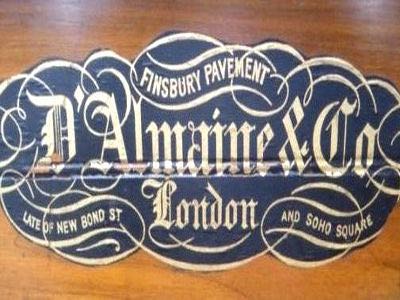 FINSBURY PAVEMENT
D'Almaine & Co
London
LATE OF NEW BOND ST
AND SOHO SQUARE